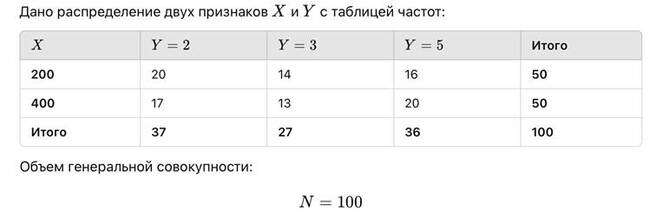 Дано распределение двух признаков X и Y с таблицей частот:
X Y = 2 Y = 3 Y = 5 Итого
200 20 14 16 50
400 17 13 20 50
Итого 37 27 36 100
Объем генеральной совокупности:
N = 100